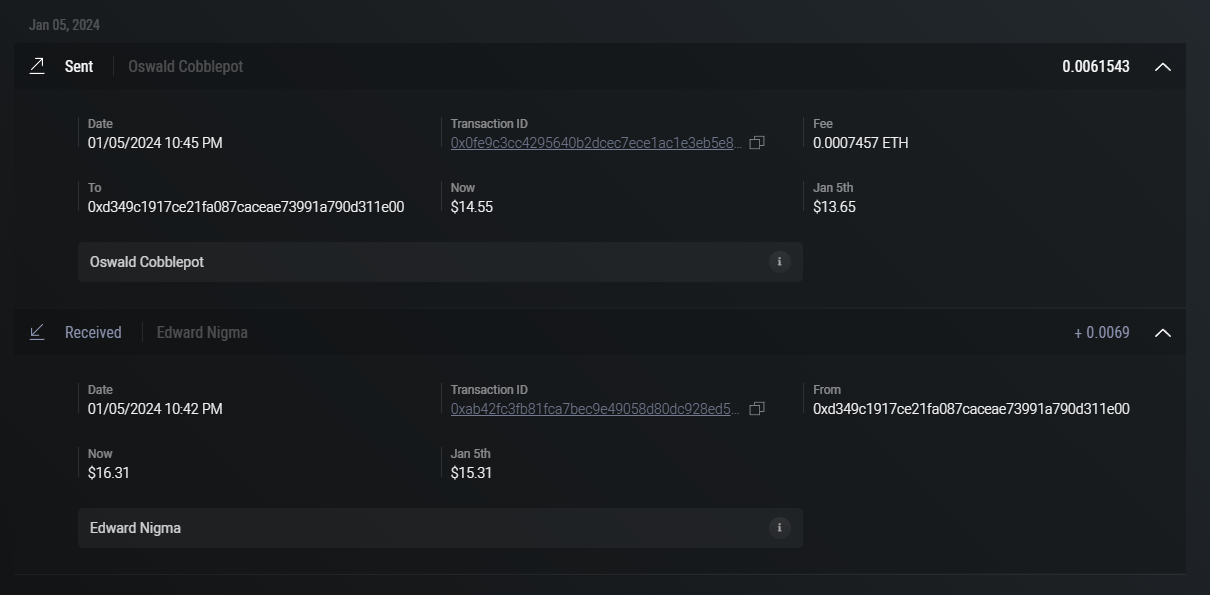 Jan 05, 2024
Sent Oswald Cobblepot 0.0061543
Date Transaction ID Fee
01/05/2024 10:45 PM 0x0fe9c3cc4295640b2dcec7ece1ac1e3eb5e8... 0.0007457 ETH
To Now Jan 5th
0xd349c1917ce21fa087caceae73991a790d311e00 $14.55 $13.65
Oswald Cobblepot
Received Edward Nigma + 0.0069
Date Transaction ID From
01/05/2024 10:42 PM 0xab42fc3fb81fca7bec9e49058d80dc928ed5... 0xd349c1917ce21fa087caceae73991a790d311e00
Now Jan 5th
$16.31 $15.31
Edward Nigma